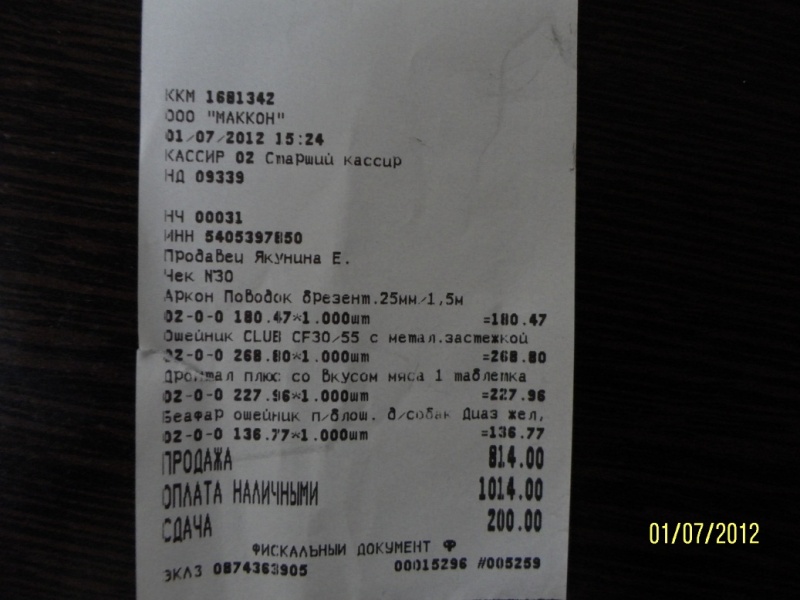 ККМ 1681342
ООО "МАККОН"
01/07/2012 15:24
КАССИР 02 Старший кассир
НД 09339
НЧ 00031
ИНН 5405397850
Продавец Якунина Е.
Чек N30
Аркон Поводок брезент.25мм/1,5м
02-0-0 180.47*1.000шт =180.47
Ошейник CLUB CF30/55 с метал.застежкой
02-0-0 268.80*1.000шт =268.80
Дронтал плюс со вкусом мяса 1 таблетка
02-0-0 227.96*1.000шт =227.96
Беафар ошейник п/блош. д/собак Диаз жел,
02-0-0 136.77*1.000шт =136.77
ПРОДАЖА 814.00
ОПЛАТА НАЛИЧНЫМИ 1014.00
СДАЧА 200.00
ФИСКАЛЬНЫЙ ДОКУМЕНТ Ф
ЭКЛЗ 0874363905 00015296 #005259
01/07/2012